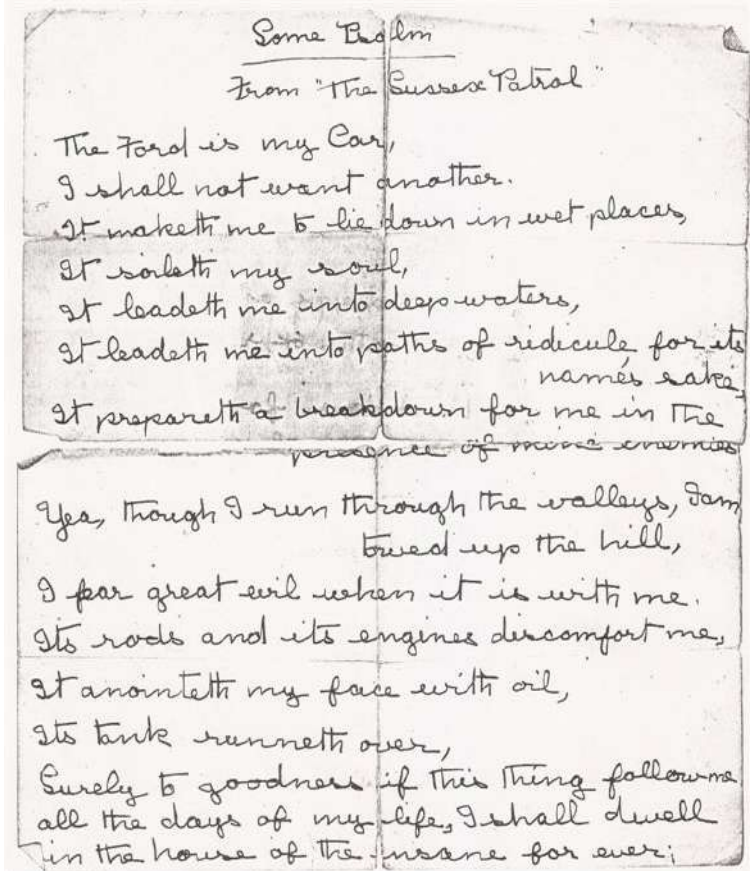 Some Psalm
From "The Sussex Patrol"
The Ford is my Car,
I shall not want another.
It maketh me to lie down in wet places,
It soileth my soul,
It leadeth me into deep waters,
It leadeth me into paths of ridicule for its
name's sake,
It prepareth a breakdown for me in the
presence of mine enemies
Yea, though I run through the valleys, I am
towed up the hill,
I fear great evil when it is with me.
Its rods and its engines discomfort me,
It anointeth my face with oil,
Its tank runneth over,
Surely to goodness if this thing follow me
all the days of my life, I shall dwell
in the house of the insane for ever;